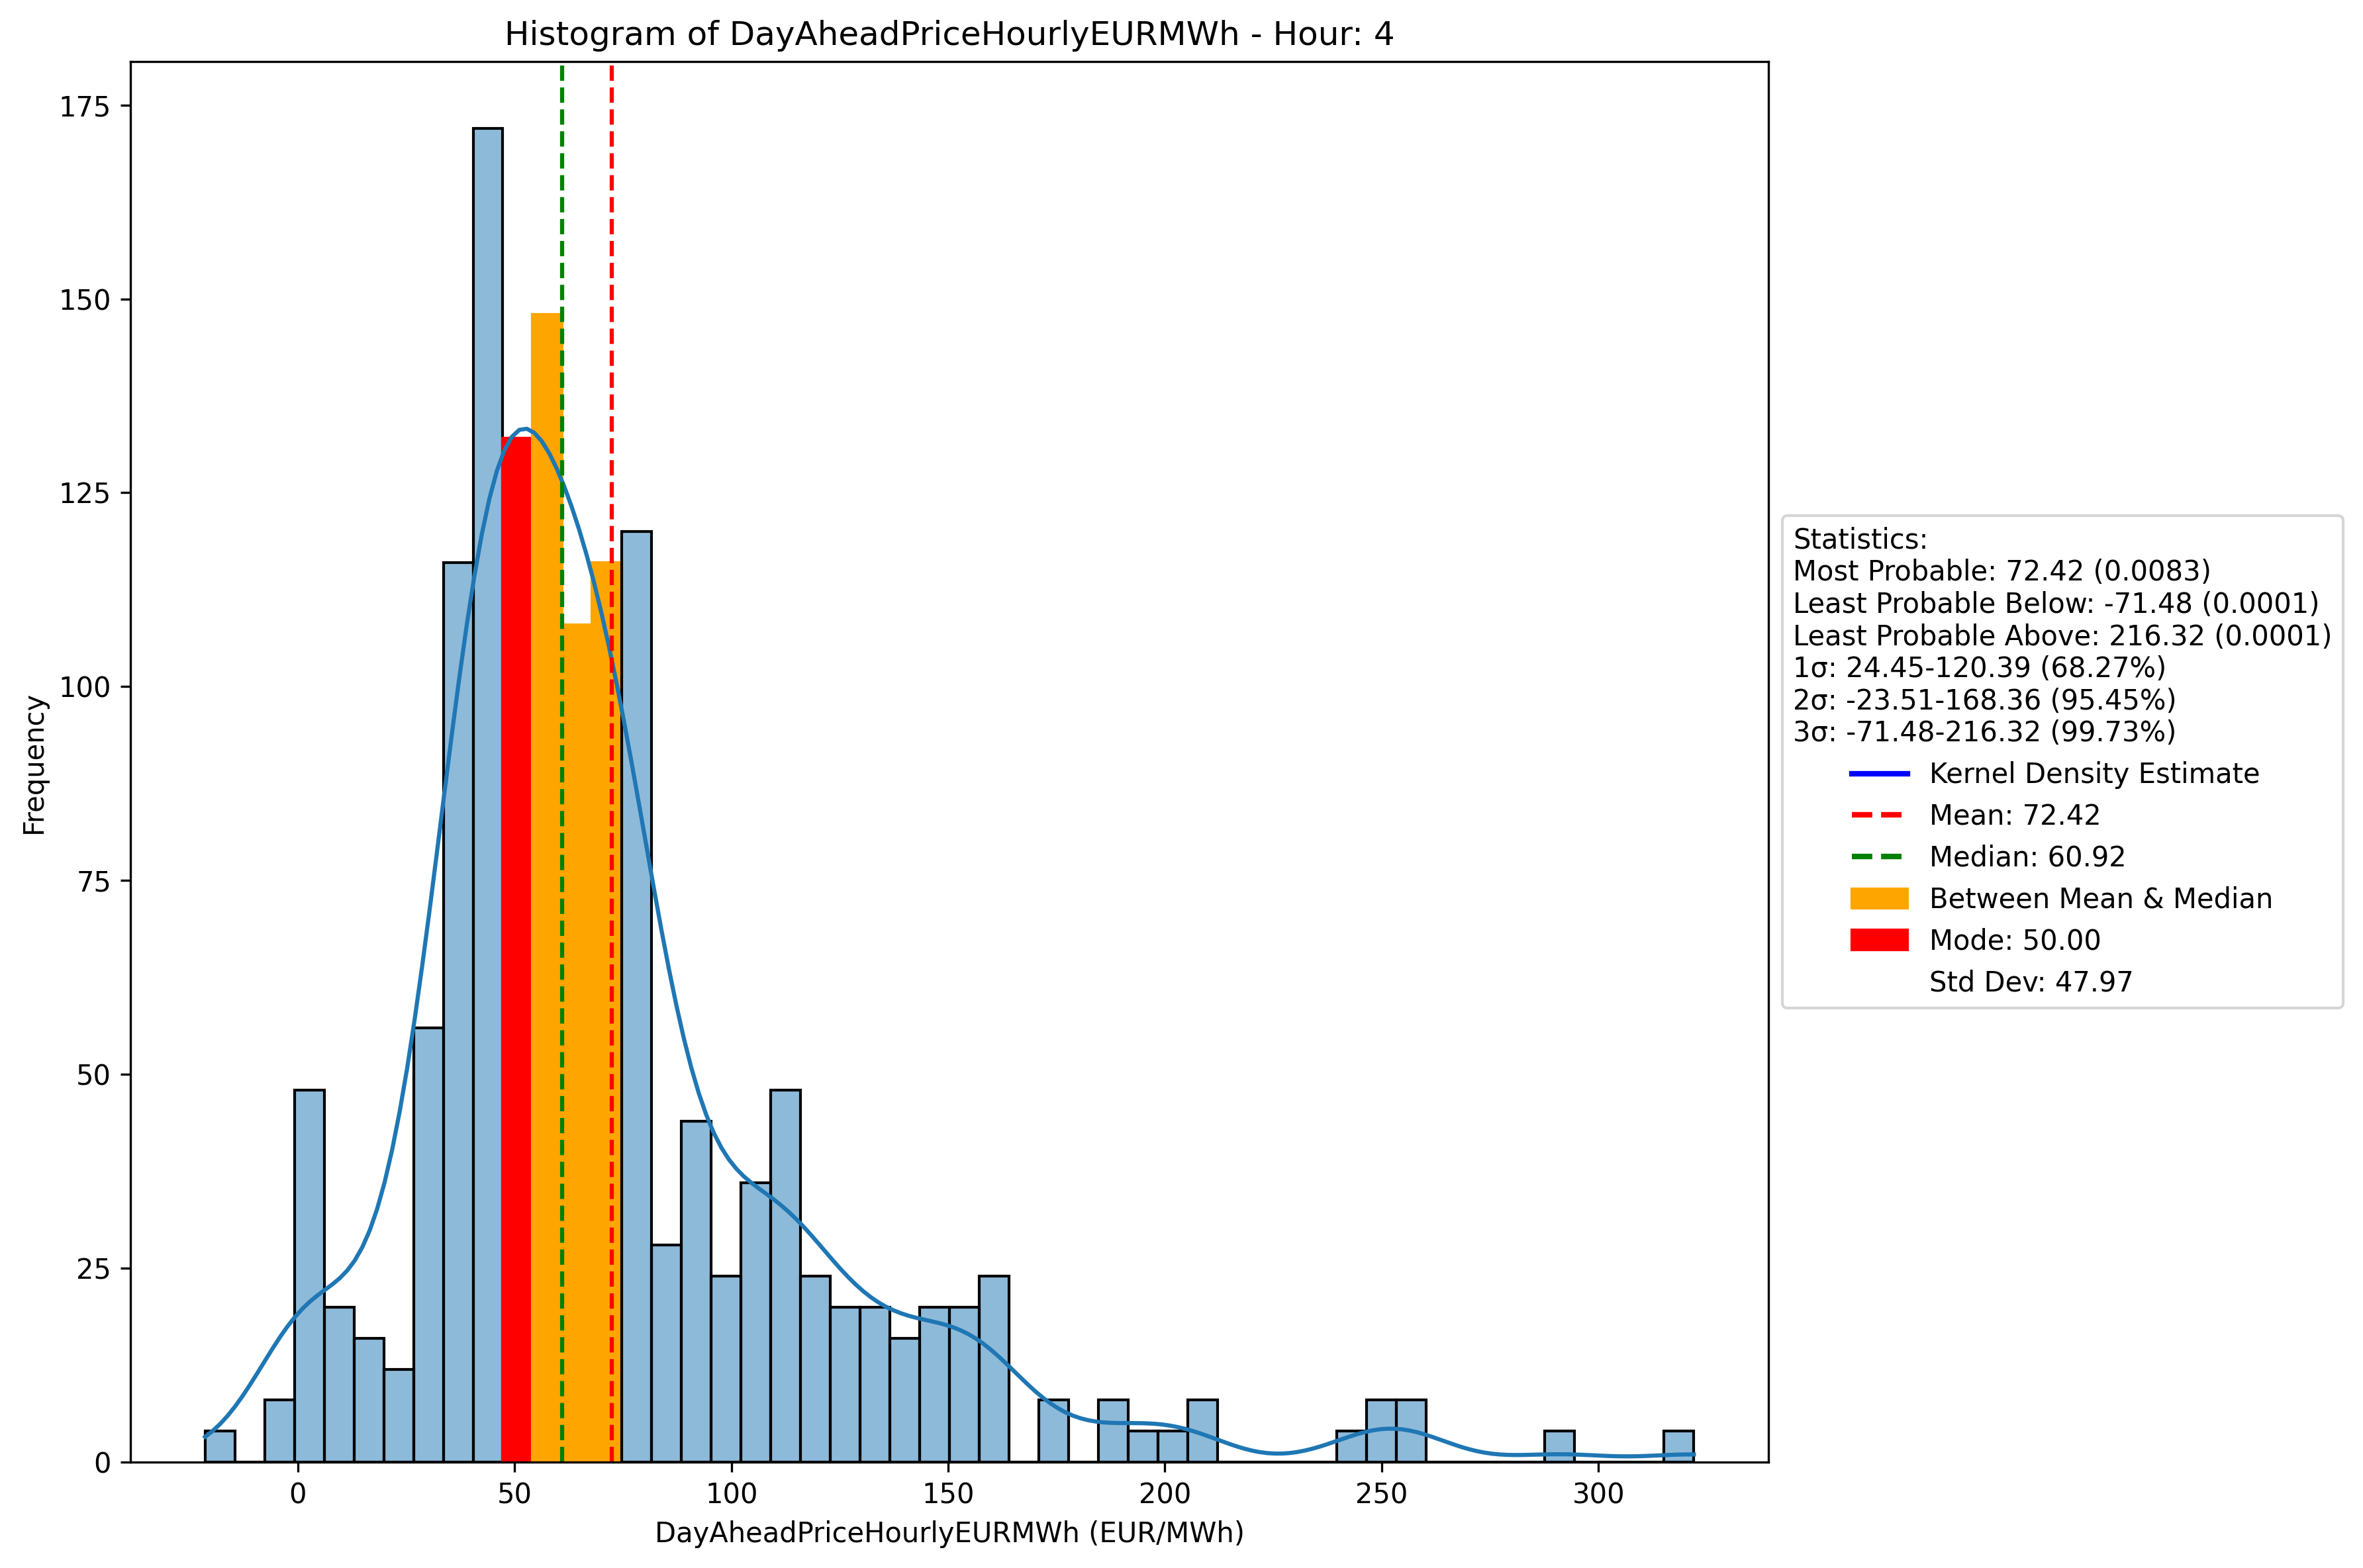 Histogram of DayAheadPriceHourlyEURMWh - Hour: 4
175
150
125
100
75
50
25
0
Frequency
0 50 100 150 200 250 300
DayAheadPriceHourlyEURMWh (EUR/MWh)
Statistics:
Most Probable: 72.42 (0.0083)
Least Probable Below: -71.48 (0.0001)
Least Probable Above: 216.32 (0.0001)
1σ: 24.45-120.39 (68.27%)
2σ: -23.51-168.36 (95.45%)
3σ: -71.48-216.32 (99.73%)
Kernel Density Estimate
Mean: 72.42
Median: 60.92
Between Mean & Median
Mode: 50.00
Std Dev: 47.97